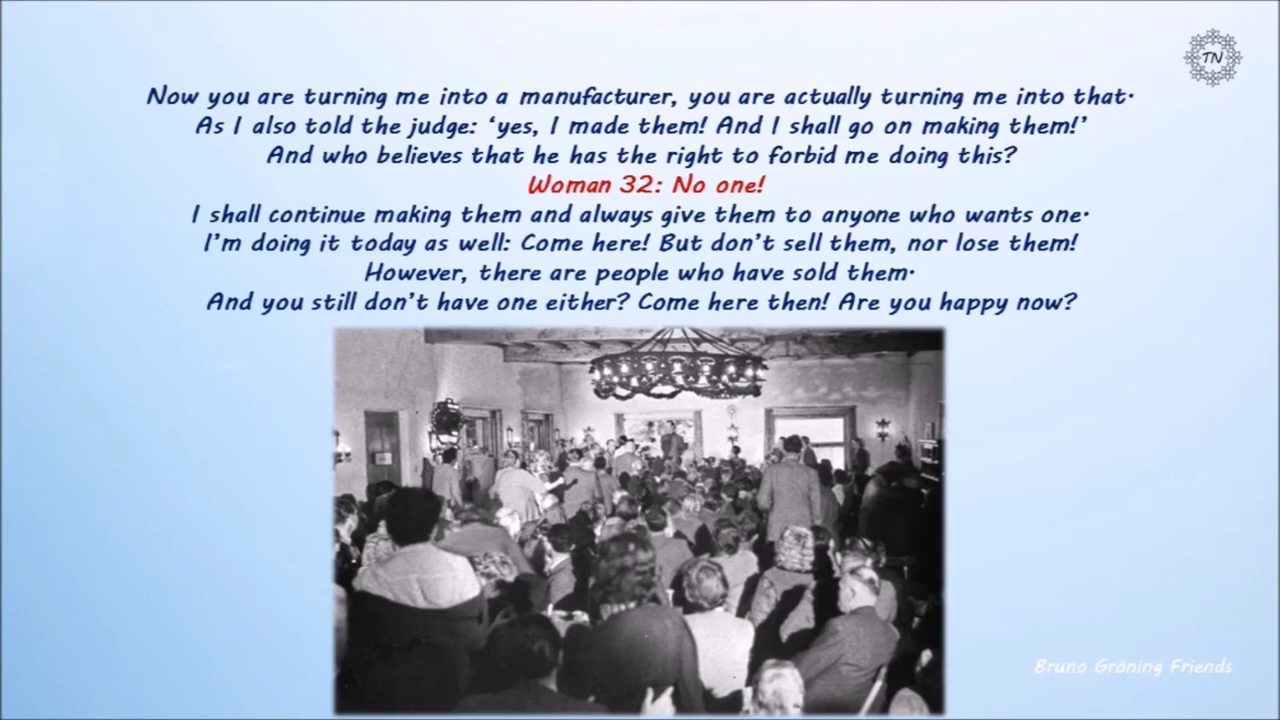 TN
Now you are turning me into a manufacturer, you are actually turning me into that.
As I also told the judge: ‘yes, I made them! And I shall go on making them!’
And who believes that he has the right to forbid me doing this?
Woman 32: No one!
I shall continue making them and always give them to anyone who wants one.
I’m doing it today as well: Come here! But don’t sell them, nor lose them!
However, there are people who have sold them.
And you still don’t have one either? Come here then! Are you happy now?
Bruno Gröning Friends